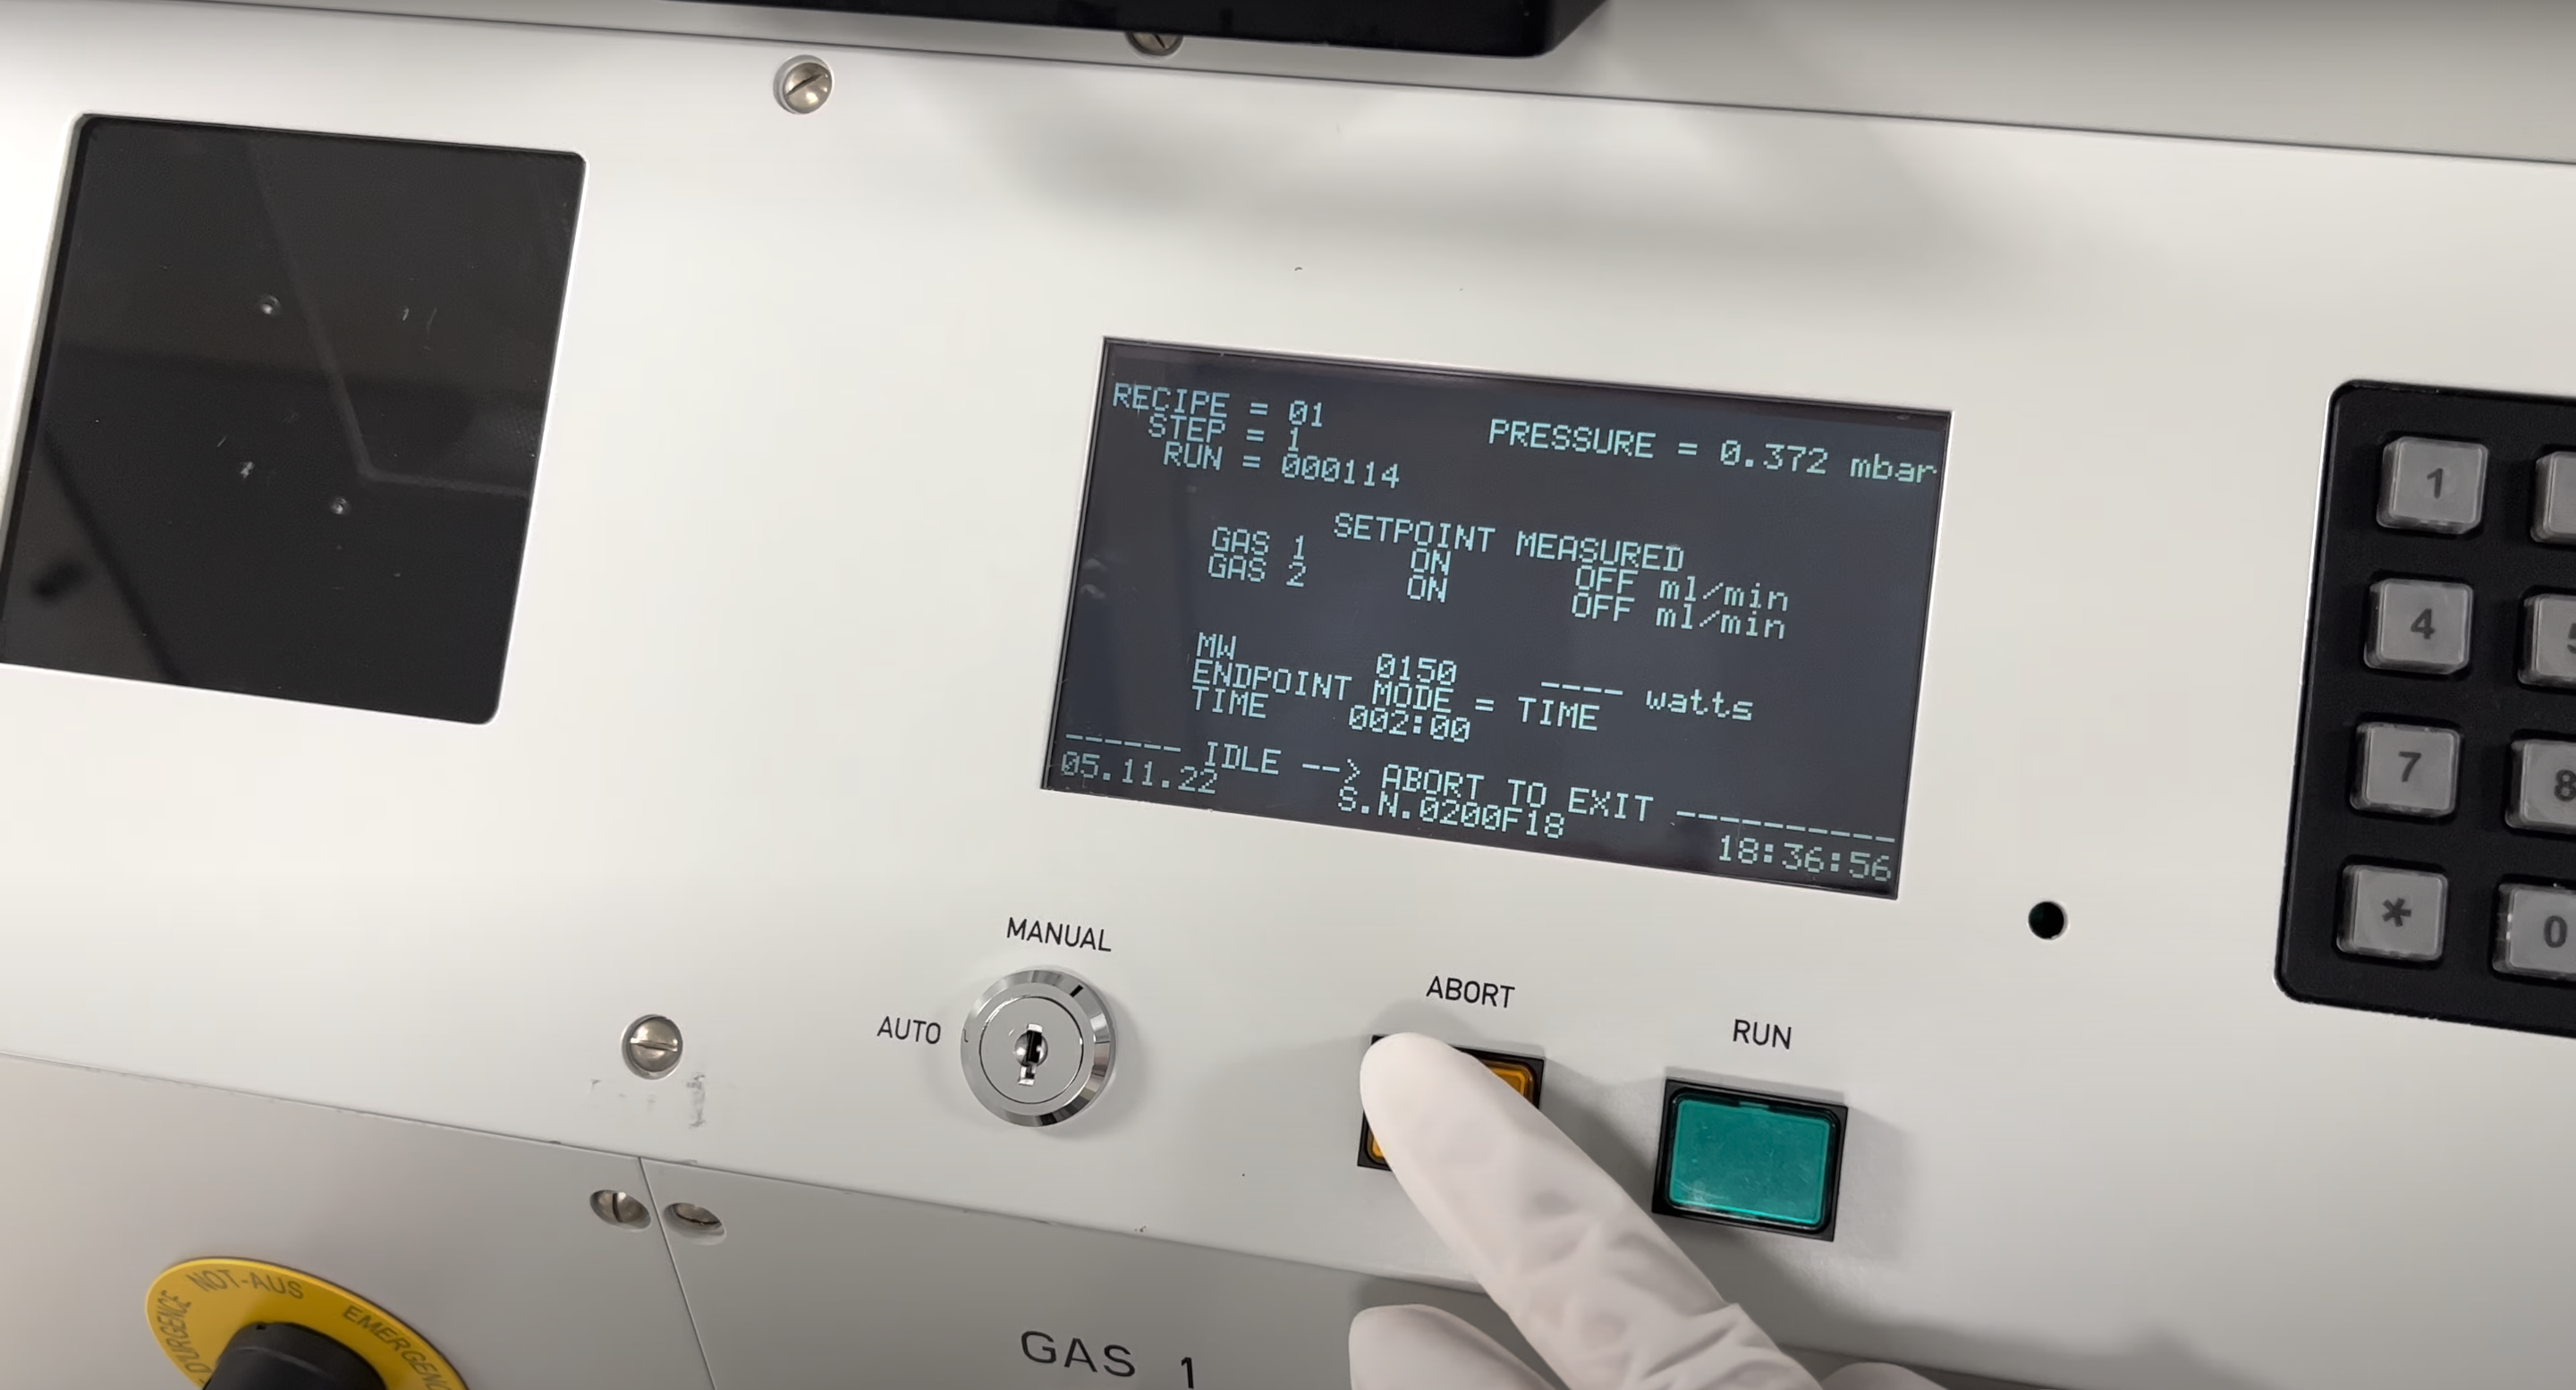 RECIPE = 01
STEP = 1
RUN = 000114
PRESSURE = 0.372 mbar
SETPOINT MEASURED
GAS 1 ON OFF ml/min
GAS 2 ON OFF ml/min
MW 0150 ---- watts
ENDPOINT MODE = TIME
TIME 002:00
------ IDLE --> ABORT TO EXIT ----------
05.11.22 S.N.0200F18 18:36:56
1
4
7
8
*
0
MANUAL
AUTO
ABORT
RUN
NOT-AUS
GAS 1